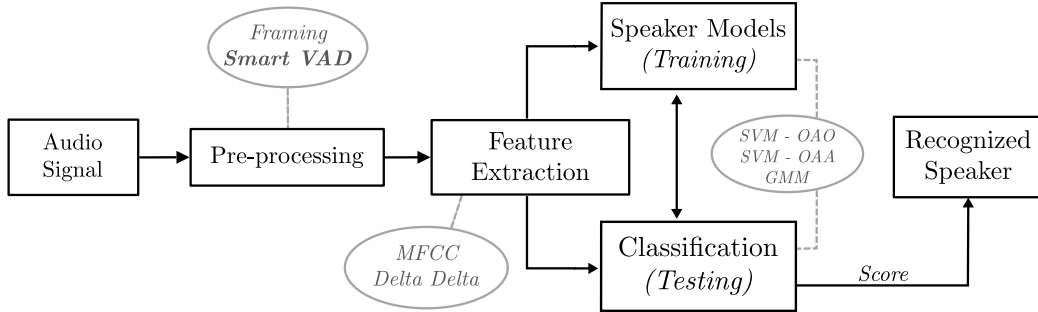 Framing
Smart VAD
Audio
Signal
Pre-processing
Feature
Extraction
MFCC
Delta Delta
Speaker Models
(Training)
SVM - OAO
SVM - OAA
GMM
Classification
(Testing)
Score
Recognized
Speaker